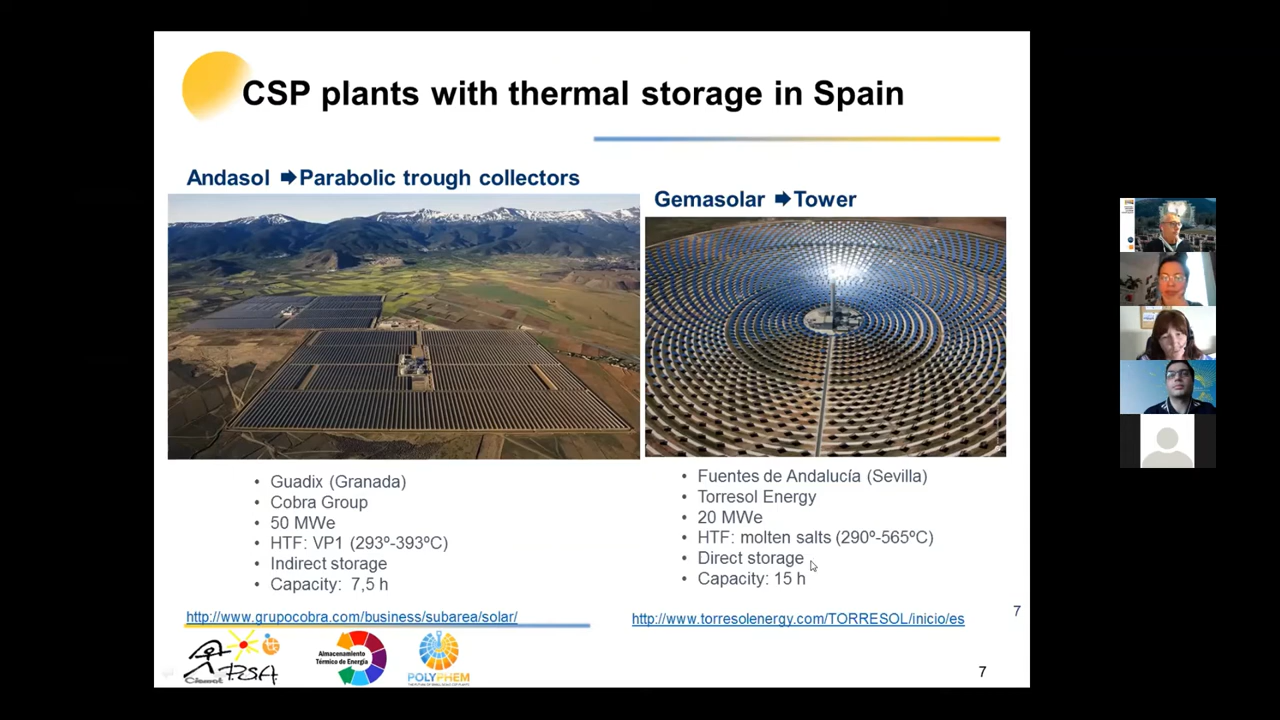 CSP plants with thermal storage in Spain
Andasol ➡Parabolic trough collectors
• Guadix (Granada)
• Cobra Group
• 50 MWe
• HTF: VP1 (293º-393ºC)
• Indirect storage
• Capacity: 7,5 h
http://www.grupocobra.com/business/subarea/solar/
Gemasolar ➡Tower
• Fuentes de Andalucía (Sevilla)
• Torresol Energy
• 20 MWe
• HTF: molten salts (290º-565ºC)
• Direct storage
• Capacity: 15 h
http://www.torresolenergy.com/TORRESOL/inicio/es
7
Ciemat PSA
Almacenamiento
Térmico de Energía
POLYPHEM
7